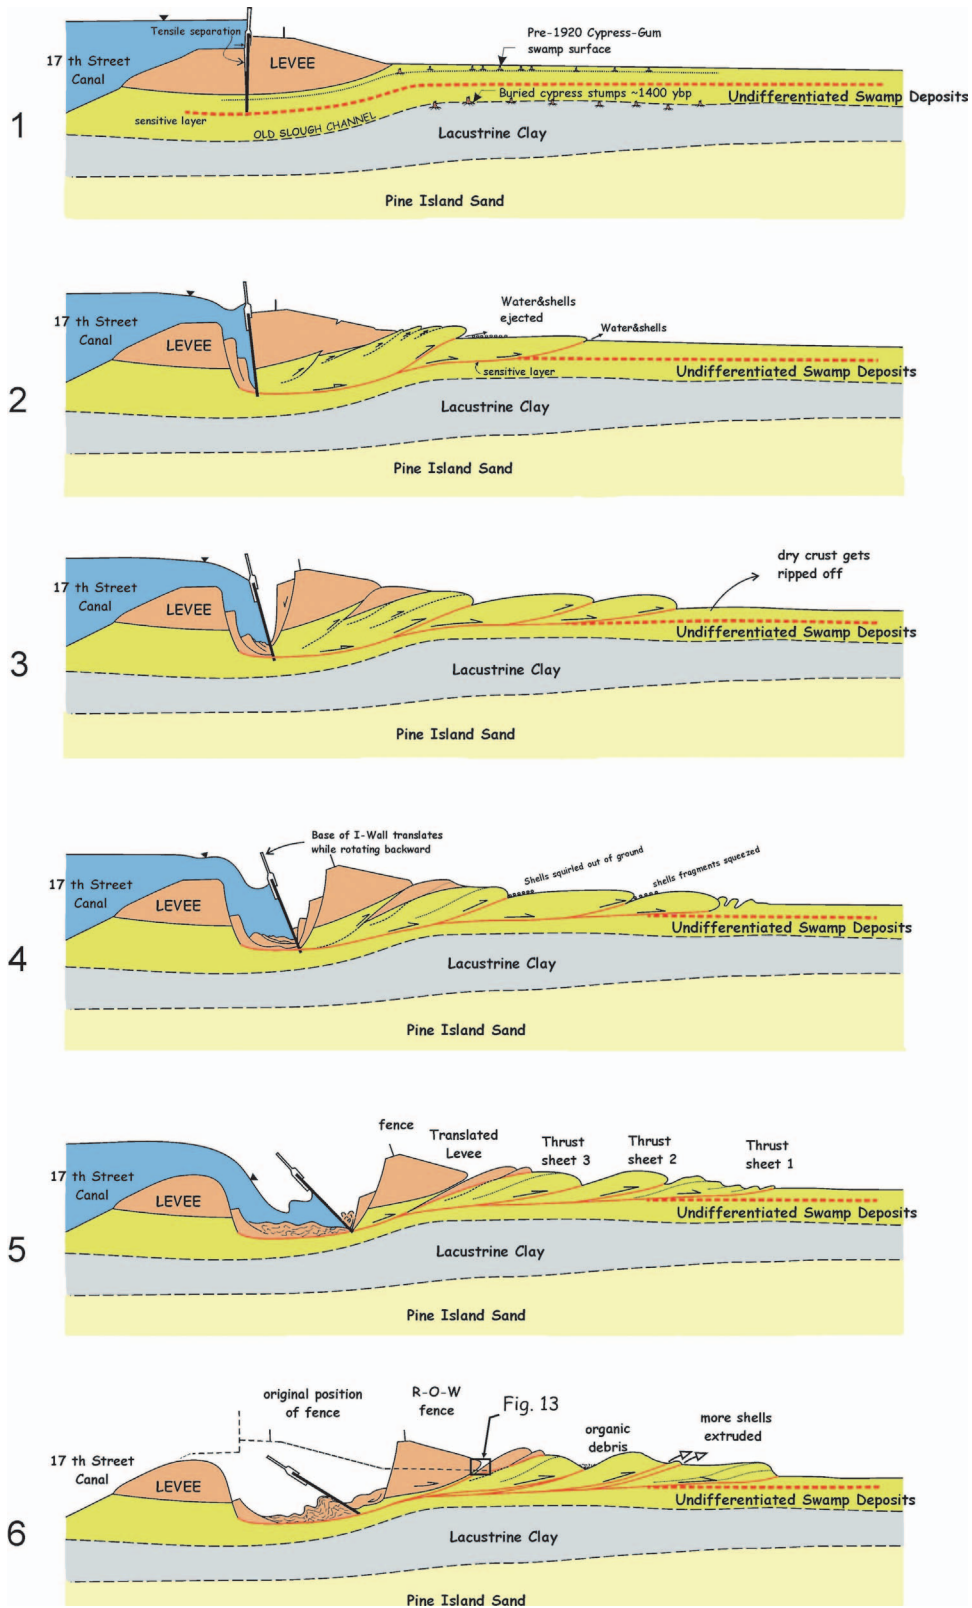 Tensile separation
17 th Street
Canal
LEVEE
Pre-1920 Cypress-Gum
swamp surface
Buried cypress stumps ~1400 ybp
Undifferentiated Swamp Deposits
sensitive layer
OLD SLOUGH CHANNEL
Lacustrine Clay
Pine Island Sand
1
17 th Street
Canal
LEVEE
Water&shells
ejected
Water&shells
sensitive layer
Undifferentiated Swamp Deposits
Lacustrine Clay
Pine Island Sand
2
17 th Street
Canal
LEVEE
dry crust gets
ripped off
Undifferentiated Swamp Deposits
Lacustrine Clay
Pine Island Sand
3
Base of I-Wall translates
while rotating backward
17 th Street
Canal
LEVEE
Shells squirled out of ground
shells fragments squeezed
Undifferentiated Swamp Deposits
Lacustrine Clay
Pine Island Sand
4
17 th Street
Canal
LEVEE
fence
Translated
Levee
Thrust
sheet 3
Thrust
sheet 2
Thrust
sheet 1
Undifferentiated Swamp Deposits
Lacustrine Clay
Pine Island Sand
5
original position
of fence
R-O-W
fence
Fig. 13
organic
debris
more shells
extruded
17 th Street
Canal
LEVEE
Undifferentiated Swamp Deposits
Lacustrine Clay
Pine Island Sand
6